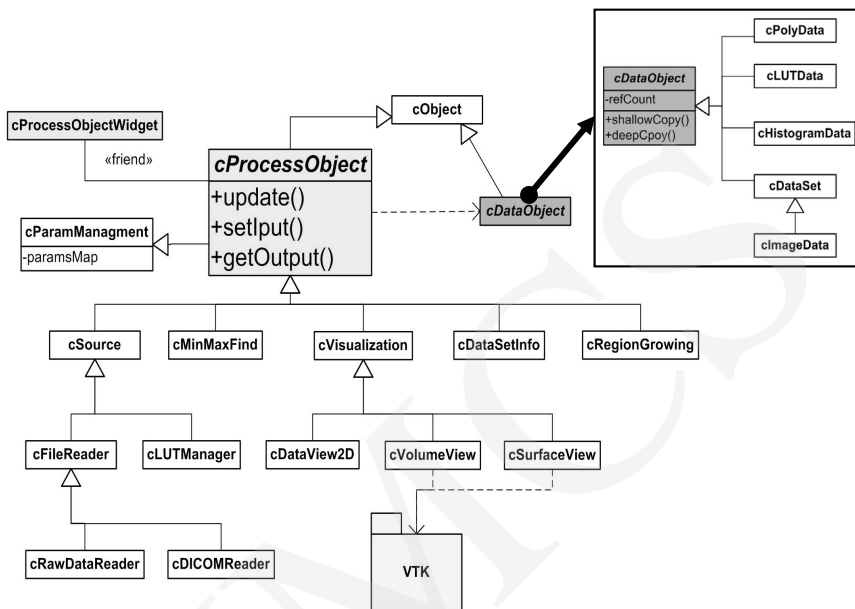 cPolyData
cDataObject
-refCount
+shallowCopy()
+deepCpoy()
cLUTData
cHistogramData
cDataSet
cImageData
cObject
cProcessObjectWidget
«friend»
cProcessObject
+update()
+setIput()
+getOutput()
cDataObject
cParamManagment
-paramsMap
cSource
cMinMaxFind
cVisualization
cDataSetInfo
cRegionGrowing
cFileReader
cLUTManager
cDataView2D
cVolumeView
cSurfaceView
cRawDataReader
cDICOMReader
VTK
MCS